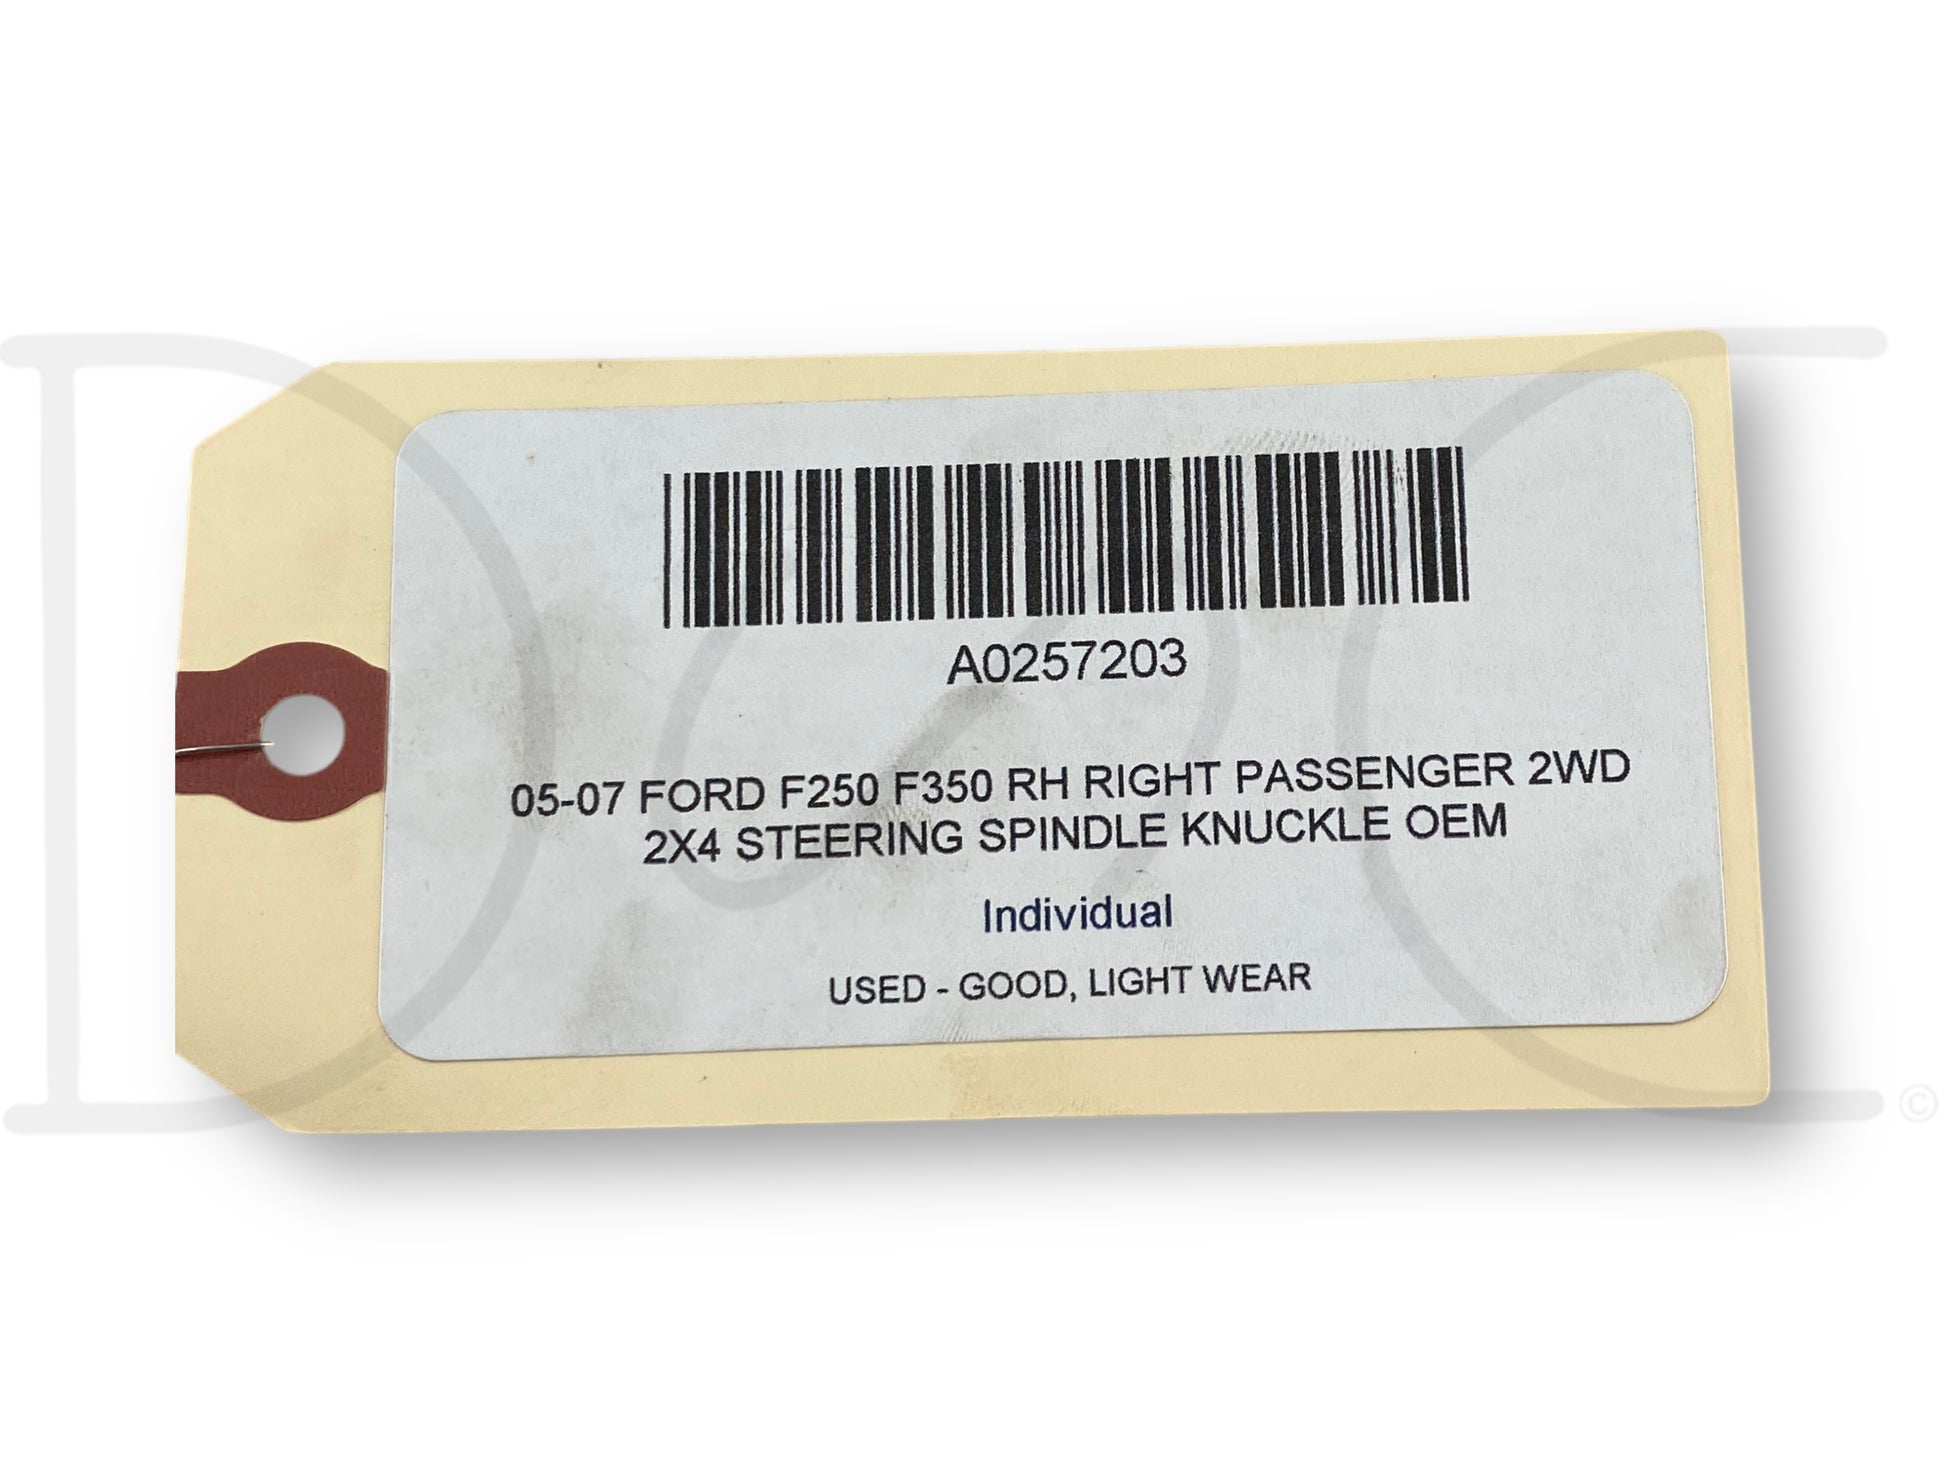 A0257203
05-07 FORD F250 F350 RH RIGHT PASSENGER 2WD
2X4 STEERING SPINDLE KNUCKLE OEM
Individual
USED - GOOD, LIGHT WEAR
©